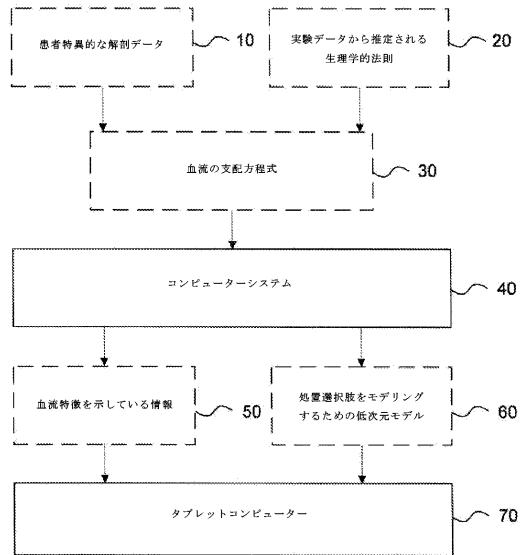 患者特異的な解剖データ
10
実験データから推定される
生理学的法則
20
血流の支配方程式
30
コンピューターシステム
40
血流特徴を示している情報
50
処置選択肢をモデリング
するための低次元モデル
60
タブレットコンピューター
70